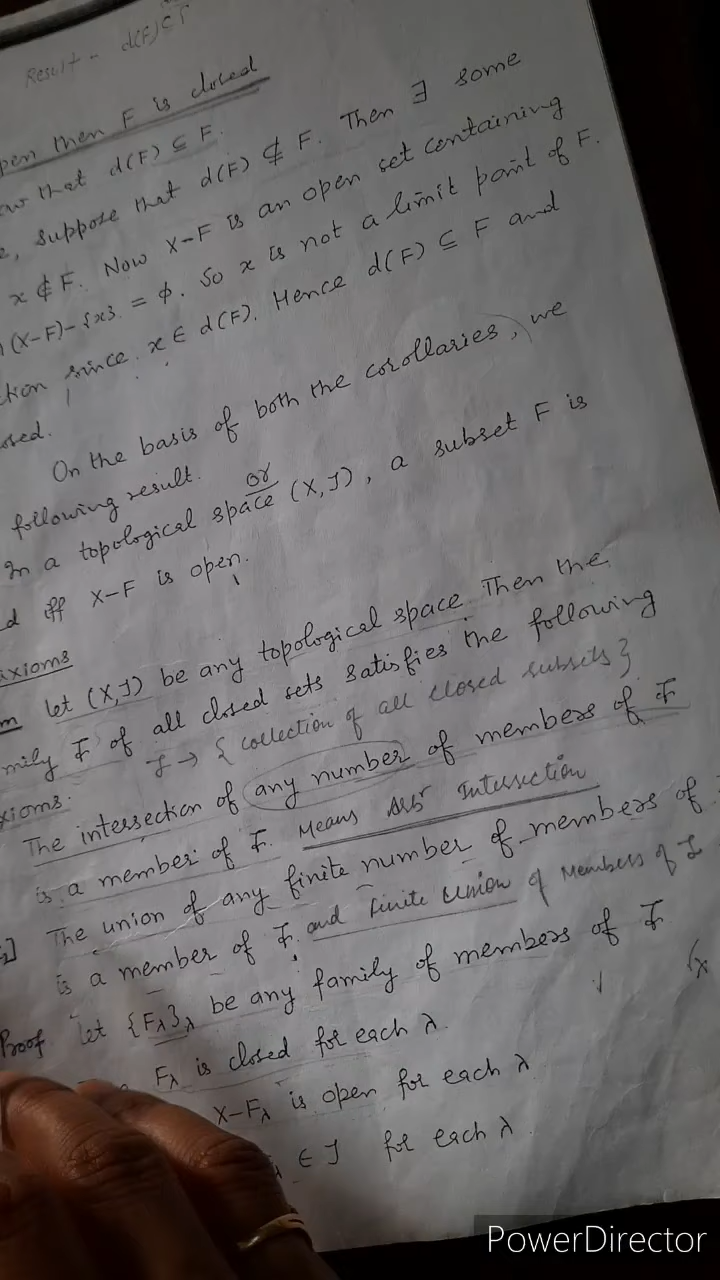 Result - d(F) ⊆ F
pen then F is closed
ow that d(F) ⊆ F.
e, suppose that d(F) ⊈ F. Then ∃ some
x ∉ F. Now X-F is an open set containing
(X-F)-{x} = φ. So x is not a limit point of F.
tion since x ∈ d(F). Hence d(F) ⊆ F and
osed.
On the basis of both the corollaries, we
following result.
or
In a topological space (X,J), a subset F is
d iff X-F is open.
axioms
m let (X,J) be any topological space. Then the
mily F of all closed sets satisfies the following
F → { collection of all closed subsets }
xioms:
The intersection of any number of members of F
is a member of F. Means Intersection
i] The union of any finite number of members of
is a member of F. and Finite Union of Members of F
Proof let {Fλ}λ be any family of members of F
(x
Fλ is closed for each λ.
X-Fλ is open for each λ
∈ J for each λ
PowerDirector